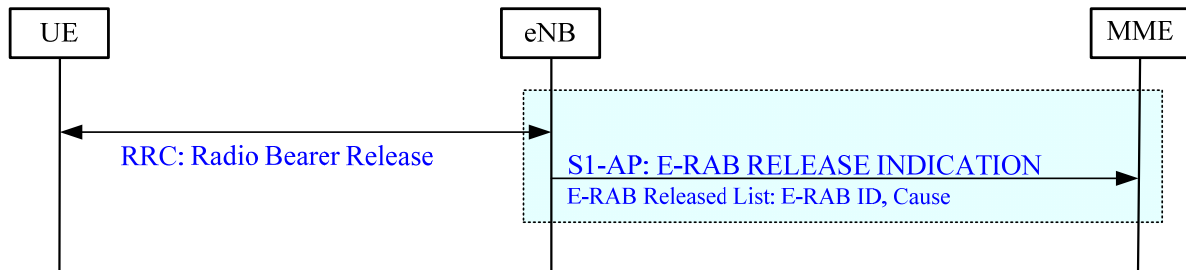 UE
eNB
MME
RRC: Radio Bearer Release
S1-AP: E-RAB RELEASE INDICATION
E-RAB Released List: E-RAB ID, Cause